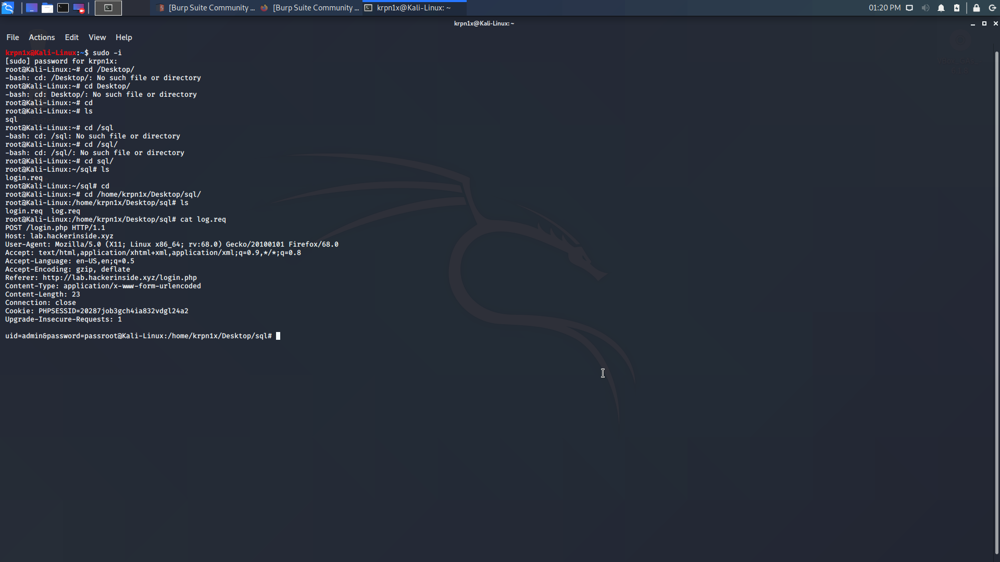 [Burp Suite Community ...
[Burp Suite Community ...
krpn1x@Kali-Linux: ~
01:20 PM
krpn1x@Kali-Linux: ~
File Actions Edit View Help
krpn1x@Kali-Linux:~$ sudo -i
[sudo] password for krpn1x:
root@Kali-Linux:~# cd /Desktop/
-bash: cd: /Desktop/: No such file or directory
root@Kali-Linux:~# cd Desktop/
-bash: cd: Desktop/: No such file or directory
root@Kali-Linux:~# cd
root@Kali-Linux:~# ls
sql
root@Kali-Linux:~# cd /sql
-bash: cd: /sql: No such file or directory
root@Kali-Linux:~# cd /sql/
-bash: cd: /sql/: No such file or directory
root@Kali-Linux:~# cd sql/
root@Kali-Linux:~/sql# ls
login.req
root@Kali-Linux:~/sql# cd
root@Kali-Linux:~# cd /home/krpn1x/Desktop/sql/
root@Kali-Linux:/home/krpn1x/Desktop/sql# ls
login.req  log.req
root@Kali-Linux:/home/krpn1x/Desktop/sql# cat log.req
POST /login.php HTTP/1.1
Host: lab.hackerinside.xyz
User-Agent: Mozilla/5.0 (X11; Linux x86_64; rv:68.0) Gecko/20100101 Firefox/68.0
Accept: text/html,application/xhtml+xml,application/xml;q=0.9,*/*;q=0.8
Accept-Language: en-US,en;q=0.5
Accept-Encoding: gzip, deflate
Referer: http://lab.hackerinside.xyz/login.php
Content-Type: application/x-www-form-urlencoded
Content-Length: 23
Connection: close
Cookie: PHPSESSID=20287job3gch4ia832vdgl24a2
Upgrade-Insecure-Requests: 1
uid=admin&password=passroot@Kali-Linux:/home/krpn1x/Desktop/sql#